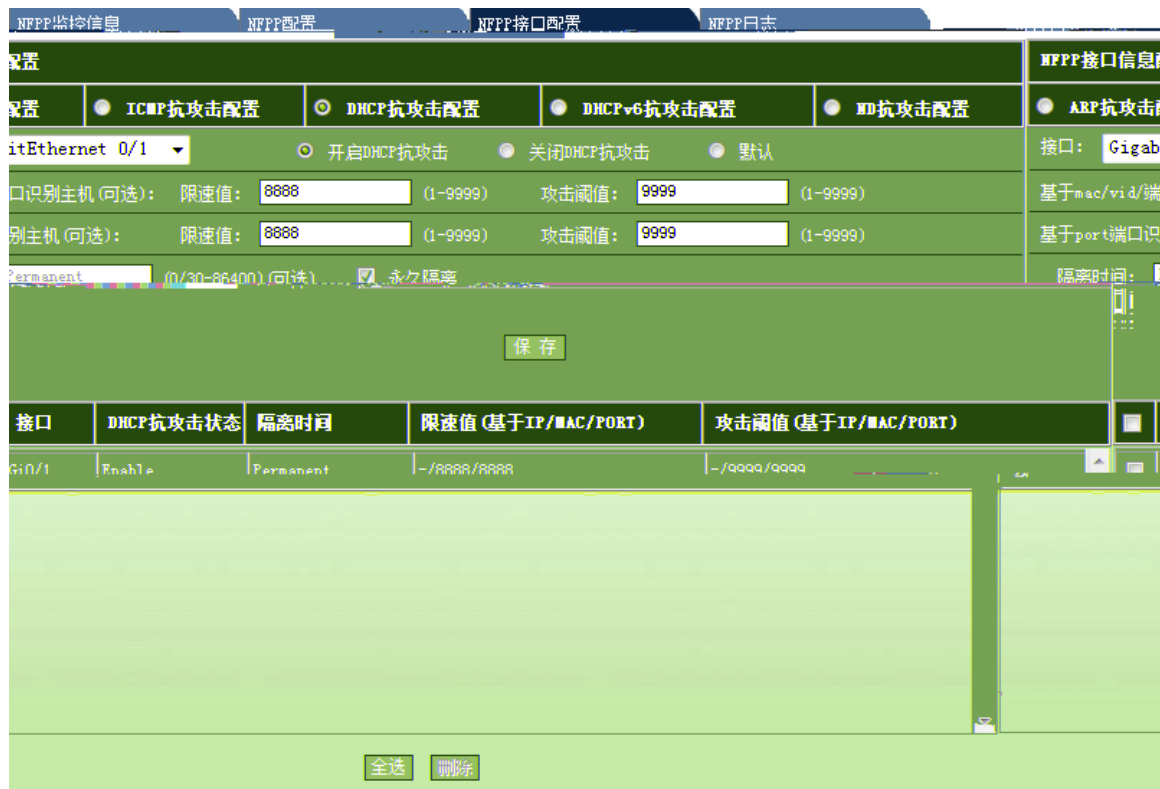 NFPP监控信息 NFPP配置 NFPP接口配置 NFPP日志
配置 NFPP接口信息
配置 ICMP抗攻击配置 DHCP抗攻击配置 DHCPv6抗攻击配置 ND抗攻击配置 ARP抗攻击
itEthernet 0/1 开启DHCP抗攻击 关闭DHCP抗攻击 默认 接口: Gigab
口识别主机(可选): 限速值: 8888 (1-9999) 攻击阈值: 9999 (1-9999) 基于mac/vid/端
别主机(可选): 限速值: 8888 (1-9999) 攻击阈值: 9999 (1-9999) 基于port端口识
Permanent (0/30-86400)(可选) 永久隔离 隔离时间:
保 存
接口 DHCP抗攻击状态 隔离时间 限速值(基于IP/MAC/PORT) 攻击阈值(基于IP/MAC/PORT)
Gi0/1 Enable Permanent -/8888/8888 -/9999/9999
全选 删除